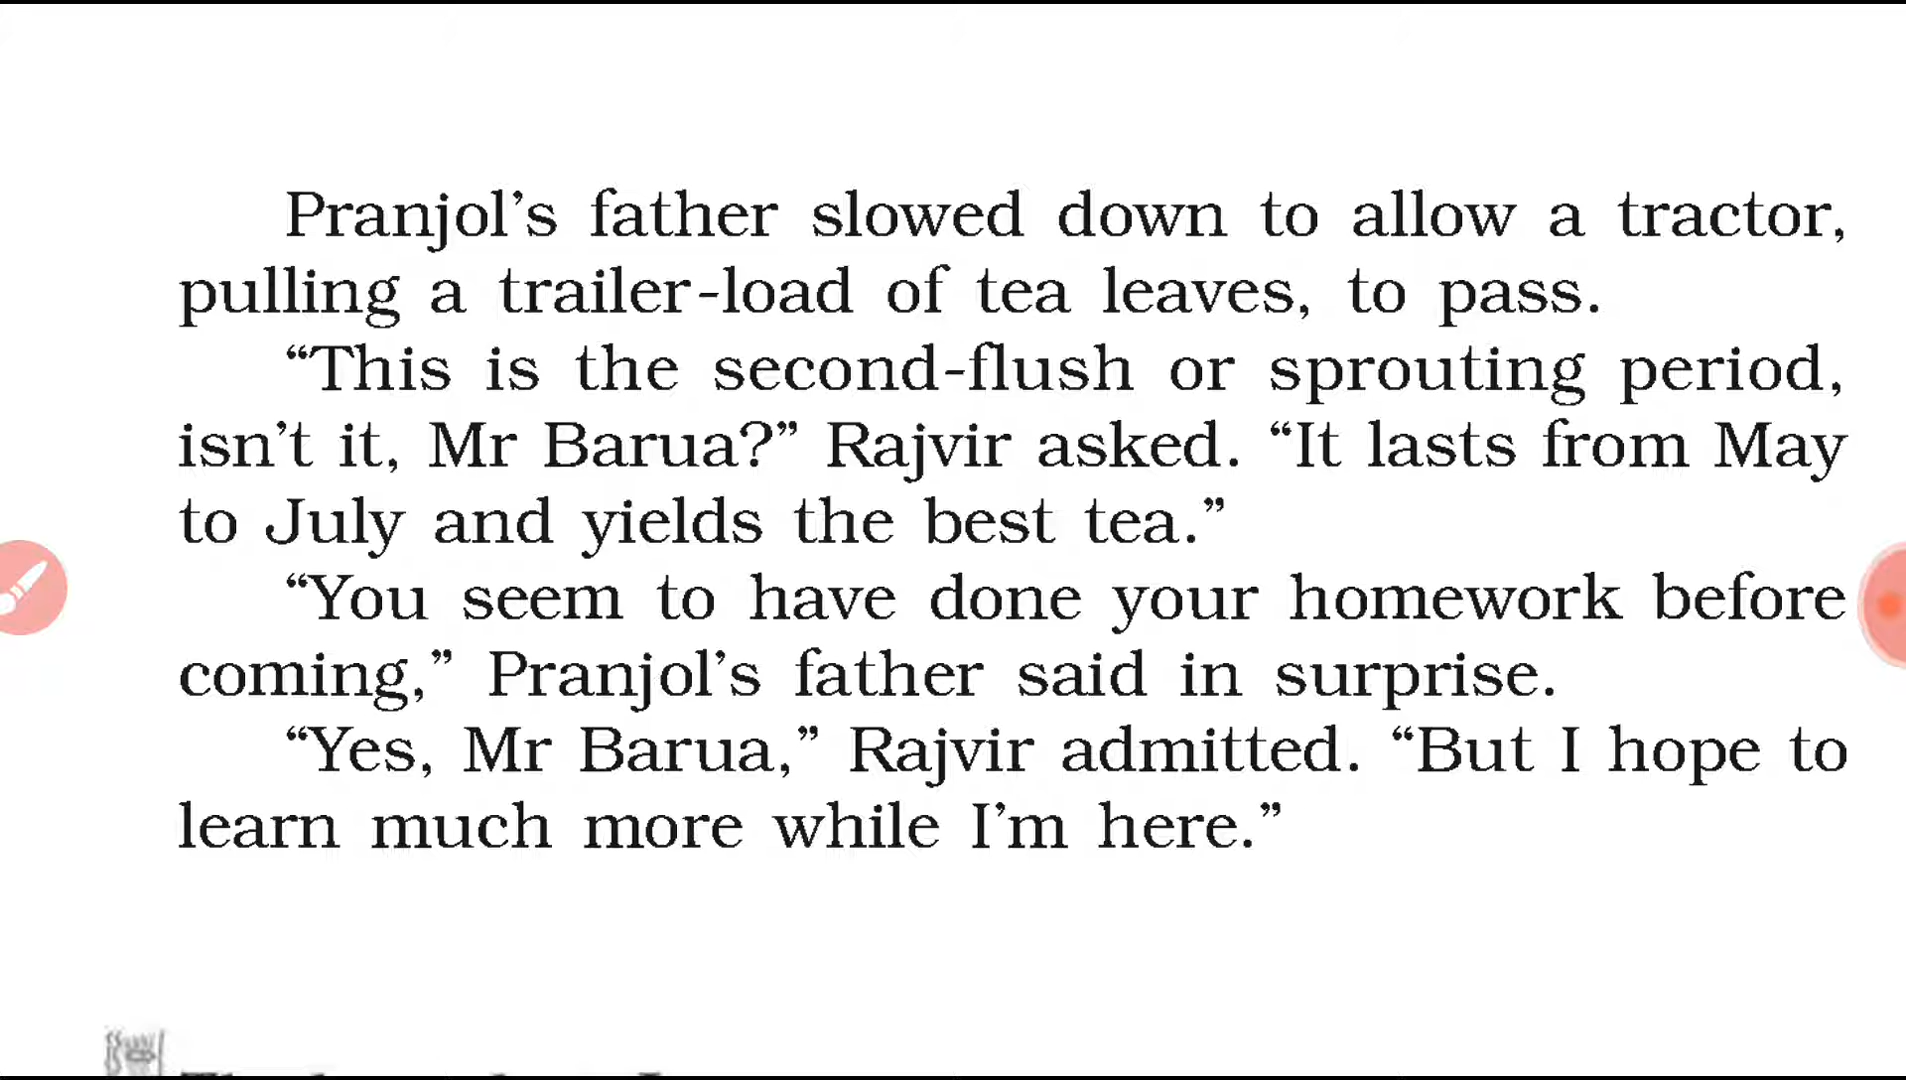 Pranjol’s father slowed down to allow a tractor,
pulling a trailer-load of tea leaves, to pass.
“This is the second-flush or sprouting period,
isn’t it, Mr Barua?” Rajvir asked. “It lasts from May
to July and yields the best tea.”
“You seem to have done your homework before
coming,” Pranjol’s father said in surprise.
“Yes, Mr Barua,” Rajvir admitted. “But I hope to
learn much more while I’m here.”